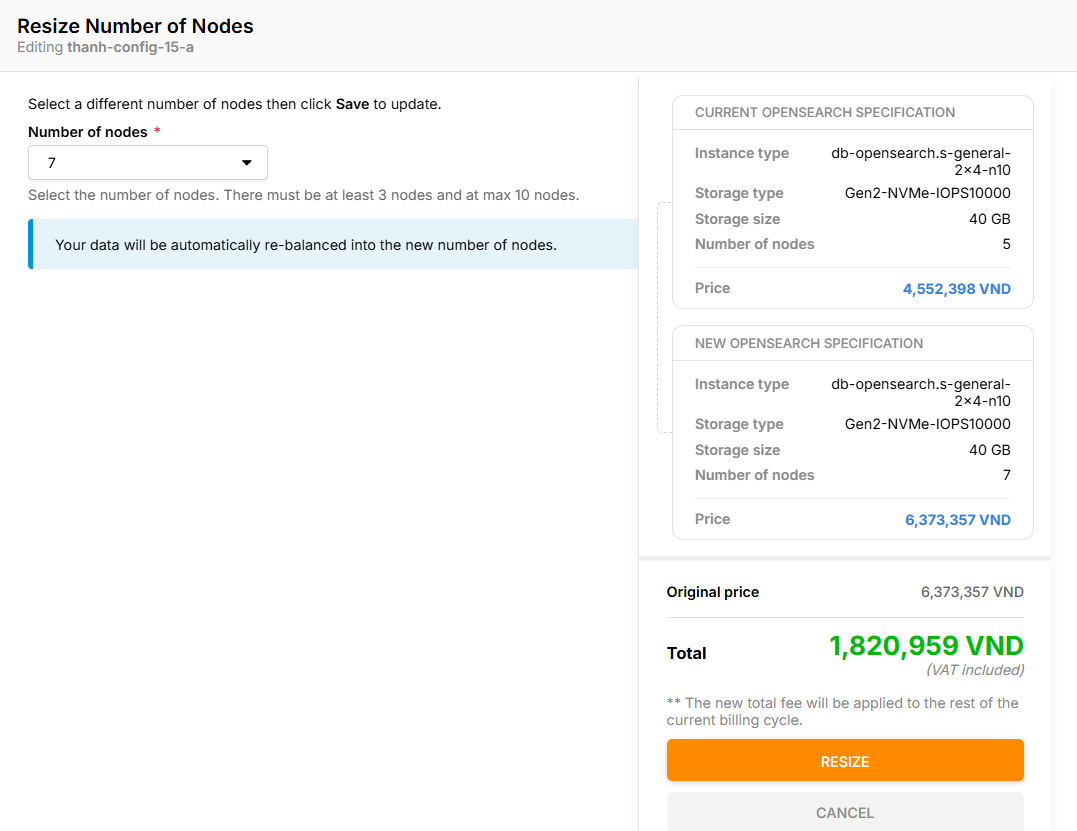 Resize Number of Nodes
Editing thanh-config-15-a
Select a different number of nodes then click Save to update.
Number of nodes *
7
Select the number of nodes. There must be at least 3 nodes and at max 10 nodes.
Your data will be automatically re-balanced into the new number of nodes.
CURRENT OPENSEARCH SPECIFICATION
Instance type db-opensearch.s-general-
2x4-n10
Storage type Gen2-NVMe-IOPS10000
Storage size 40 GB
Number of nodes 5
Price 4,552,398 VND
NEW OPENSEARCH SPECIFICATION
Instance type db-opensearch.s-general-
2x4-n10
Storage type Gen2-NVMe-IOPS10000
Storage size 40 GB
Number of nodes 7
Price 6,373,357 VND
Original price 6,373,357 VND
Total 1,820,959 VND
(VAT included)
** The new total fee will be applied to the rest of the
current billing cycle.
RESIZE
CANCEL